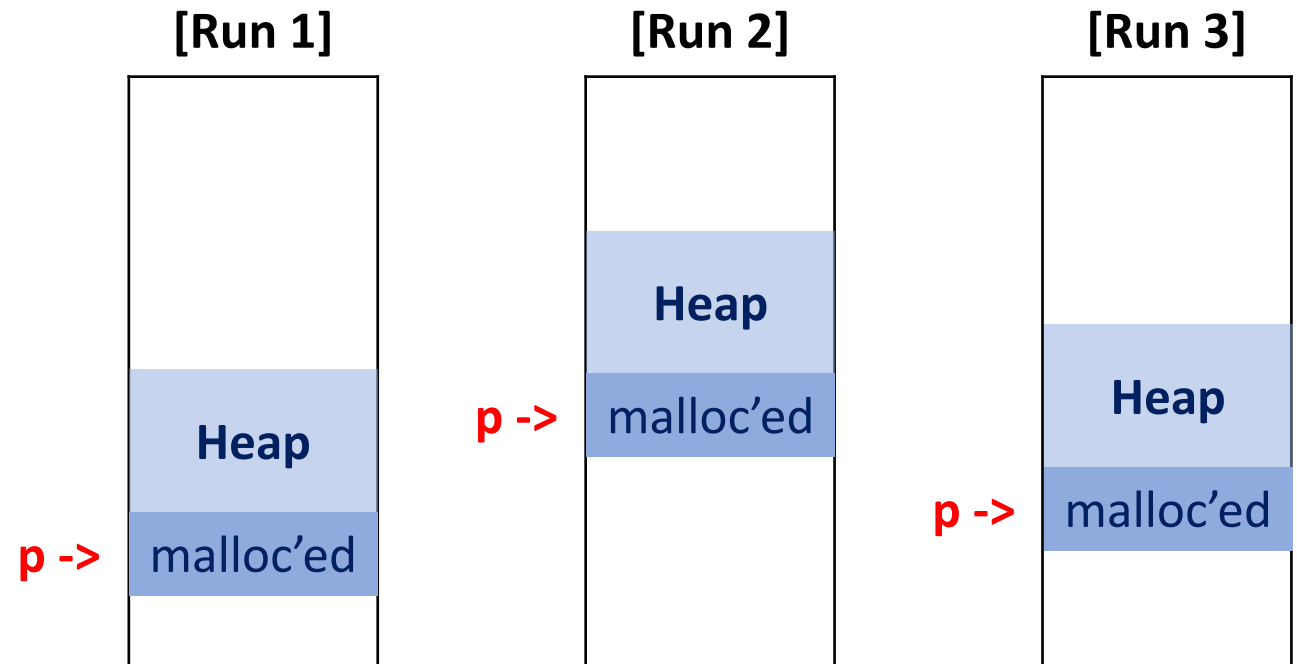 [Run 1]
[Run 2]
[Run 3]
Heap
p -> malloc’ed
Heap
p -> malloc’ed
Heap
p -> malloc’ed